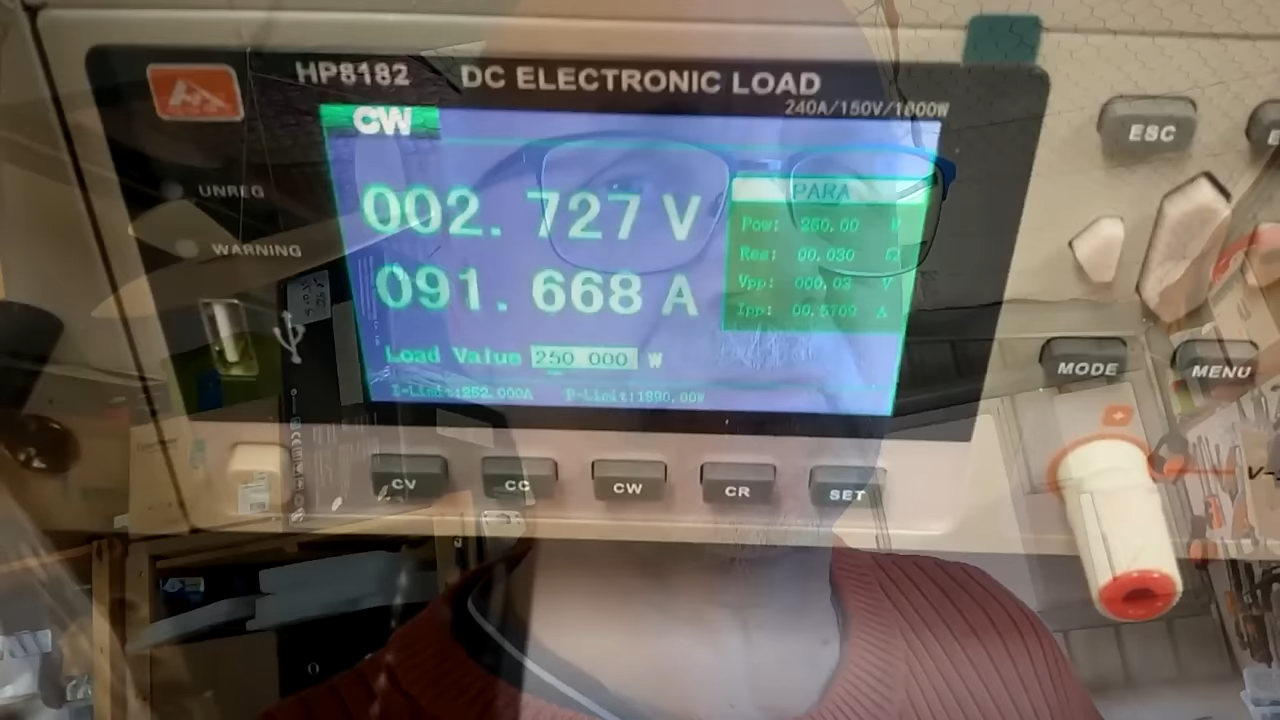 HP8182 DC ELECTRONIC LOAD
240A/150V/1800W
CW
ESC
UNREG
WARNING
002.727 V
091.668 A
PARA
Pow: 250.00 W
Res: 00.030 Ω
Vpp: 000.03 V
Ipp: 00.5709 A
Load Value 250.000 W
I-Limit:252.000A P-Limit:1890.00W
MODE
MENU
CV
CC
CW
CR
SET